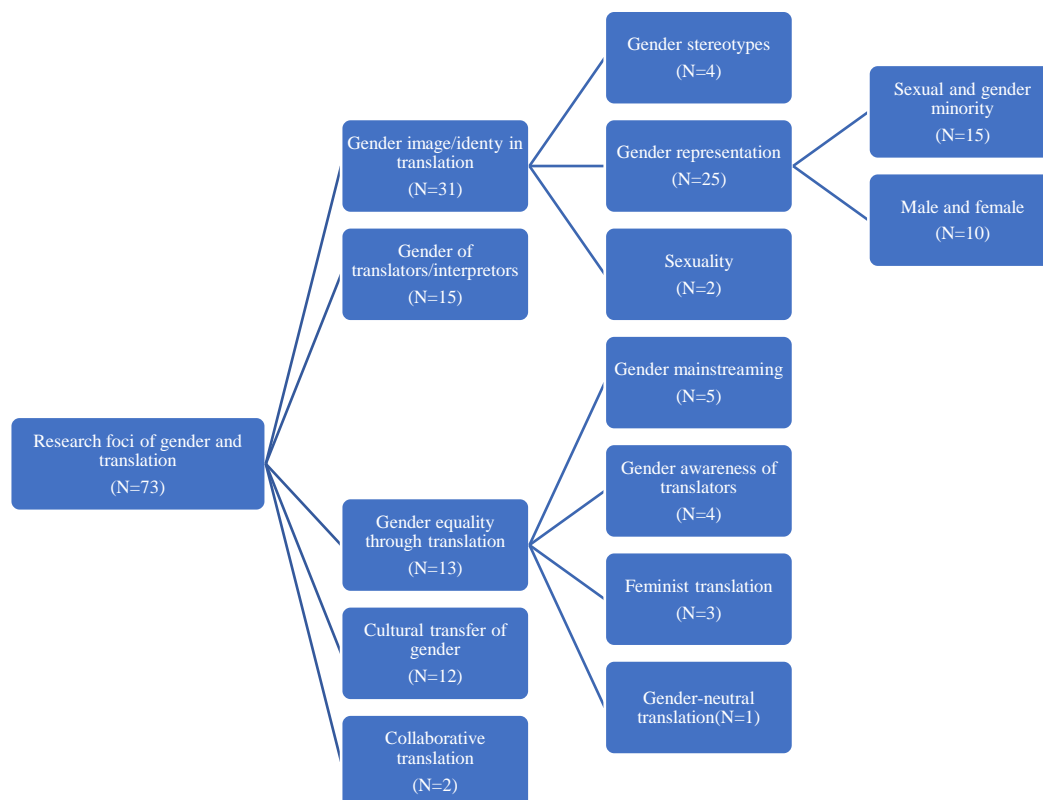 Research foci of gender and
translation
(N=73)
Gender image/identy in
translation
(N=31)
Gender of
translators/interpretors
(N=15)
Gender equality
through translation
(N=13)
Cultural transfer of
gender
(N=12)
Collaborative
translation
(N=2)
Gender stereotypes
(N=4)
Gender representation
(N=25)
Sexuality
(N=2)
Gender mainstreaming
(N=5)
Gender awareness of
translators
(N=4)
Feminist translation
(N=3)
Gender-neutral
translation(N=1)
Sexual and gender
minority
(N=15)
Male and female
(N=10)